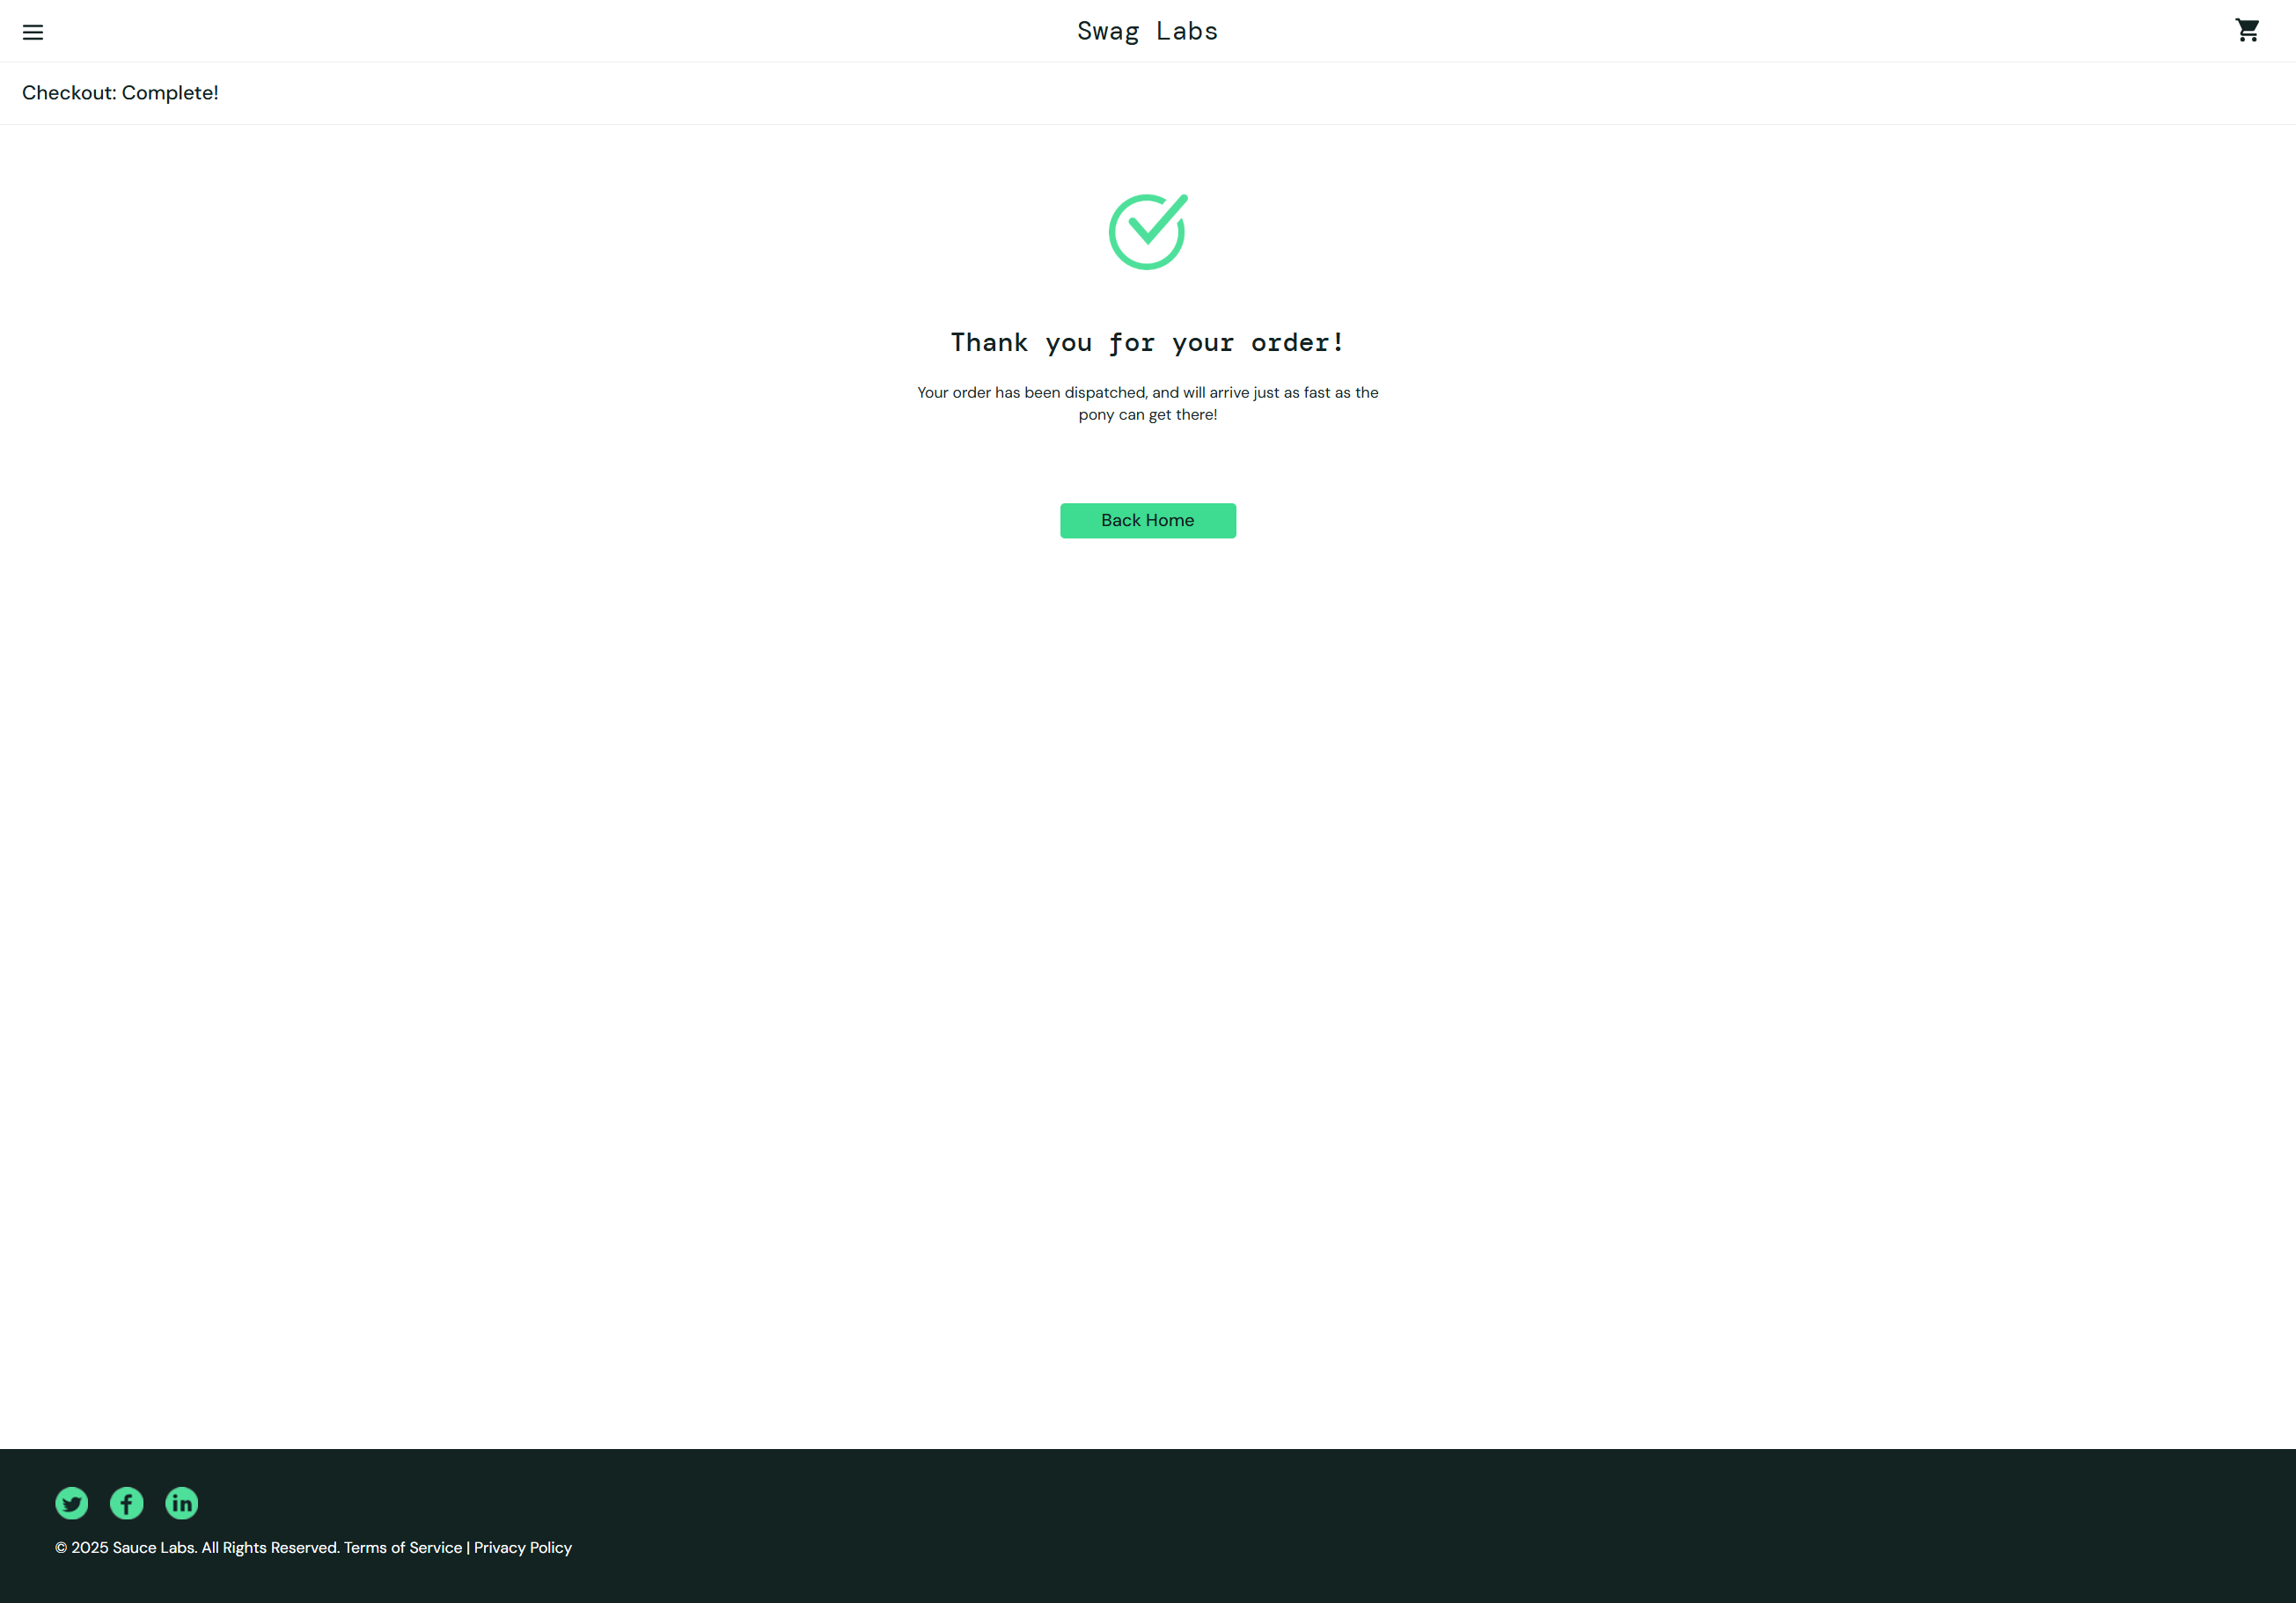 Swag Labs
Checkout: Complete!
Thank you for your order!
Your order has been dispatched, and will arrive just as fast as the
pony can get there!
Back Home
© 2025 Sauce Labs. All Rights Reserved. Terms of Service | Privacy Policy